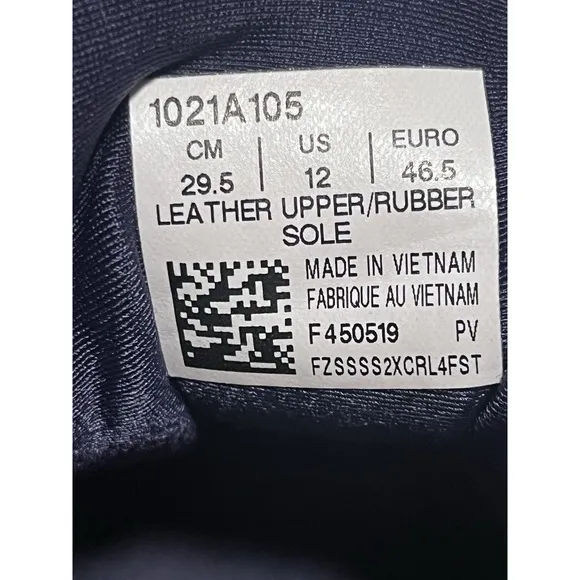 1021A105
CM | US | EURO
29.5 | 12 | 46.5
LEATHER UPPER/RUBBER
SOLE
MADE IN VIETNAM
FABRIQUE AU VIETNAM
F450519 PV
FZSSSS2XCRL4FST